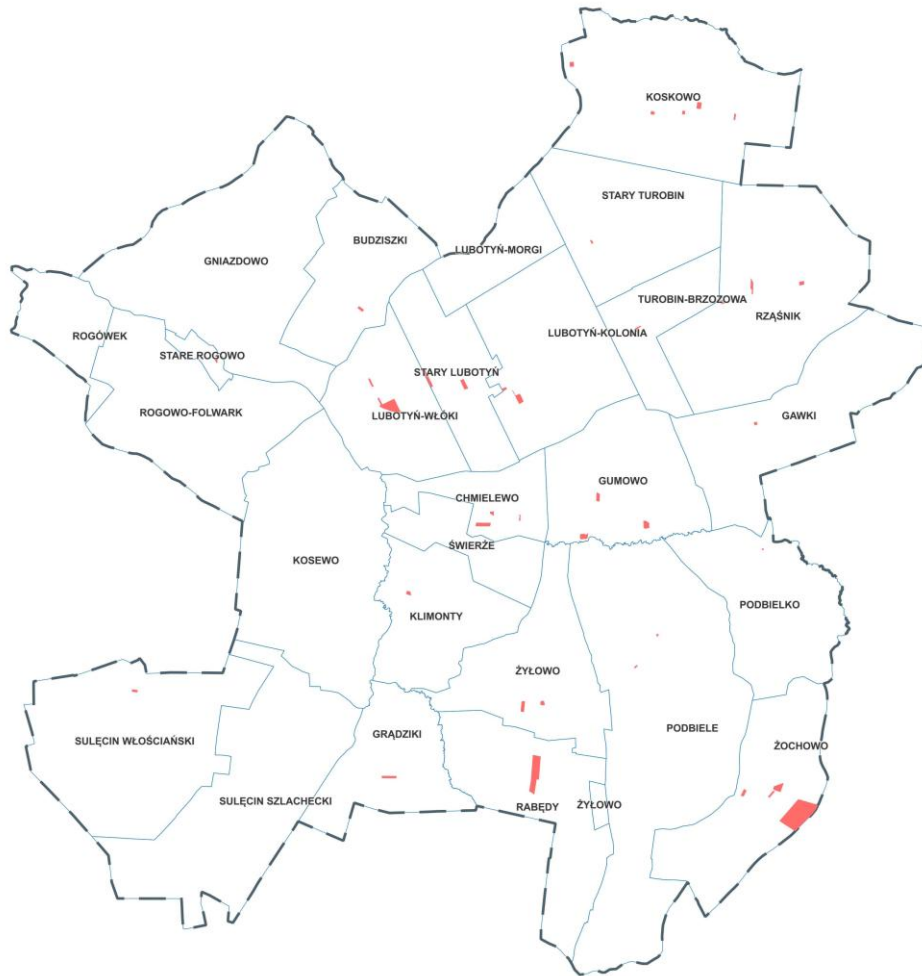 KOSKOWO
STARY TUROBIN
BUDZISZKI
LUBOTYŃ-MORGI
GNIAZDOWO
TUROBIN-BRZOZOWA
RZĄŚNIK
LUBOTYŃ-KOLONIA
ROGÓWEK
STARE ROGOWO
STARY LUBOTYŃ
ROGOWO-FOLWARK
LUBOTYŃ-WŁÓKI
GAWKI
GUMOWO
CHMIELEWO
ŚWIERŻE
KOSEWO
PODBIELKO
KLIMONTY
ŻYŁOWO
PODBIELE
GRĄDZIKI
SULĘCIN WŁOŚCIAŃSKI
ŻOCHOWO
SULĘCIN SZLACHECKI
RABĘDY
ŻYŁOWO